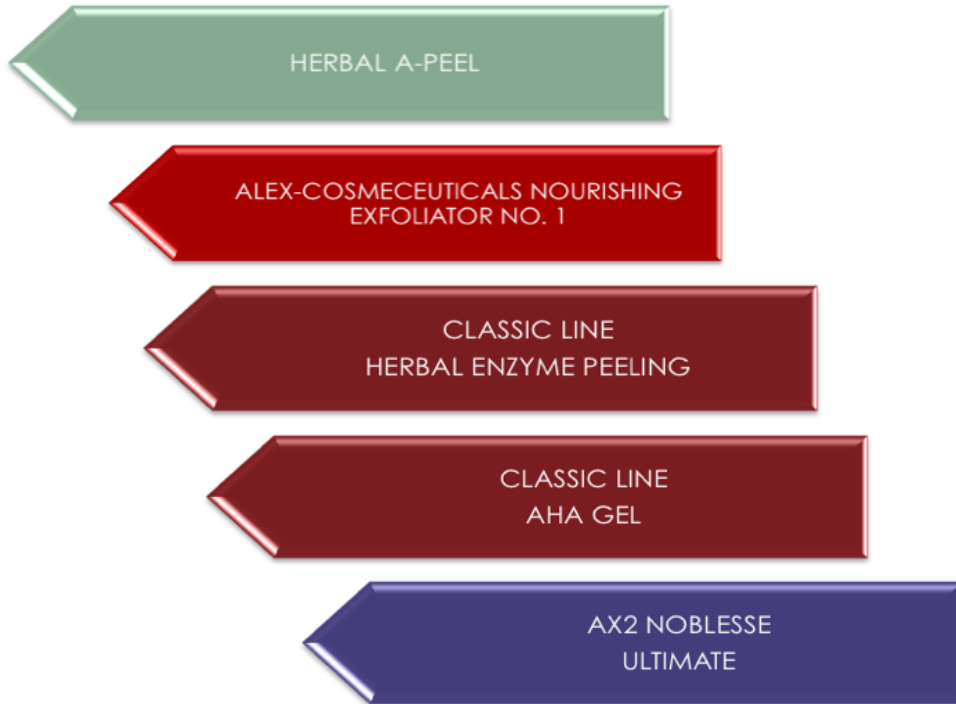 HERBAL A-PEEL
ALEX-COSMECEUTICALS NOURISHING
EXFOLIATOR NO. 1
CLASSIC LINE
HERBAL ENZYME PEELING
CLASSIC LINE
AHA GEL
AX2 NOBLESSE
ULTIMATE